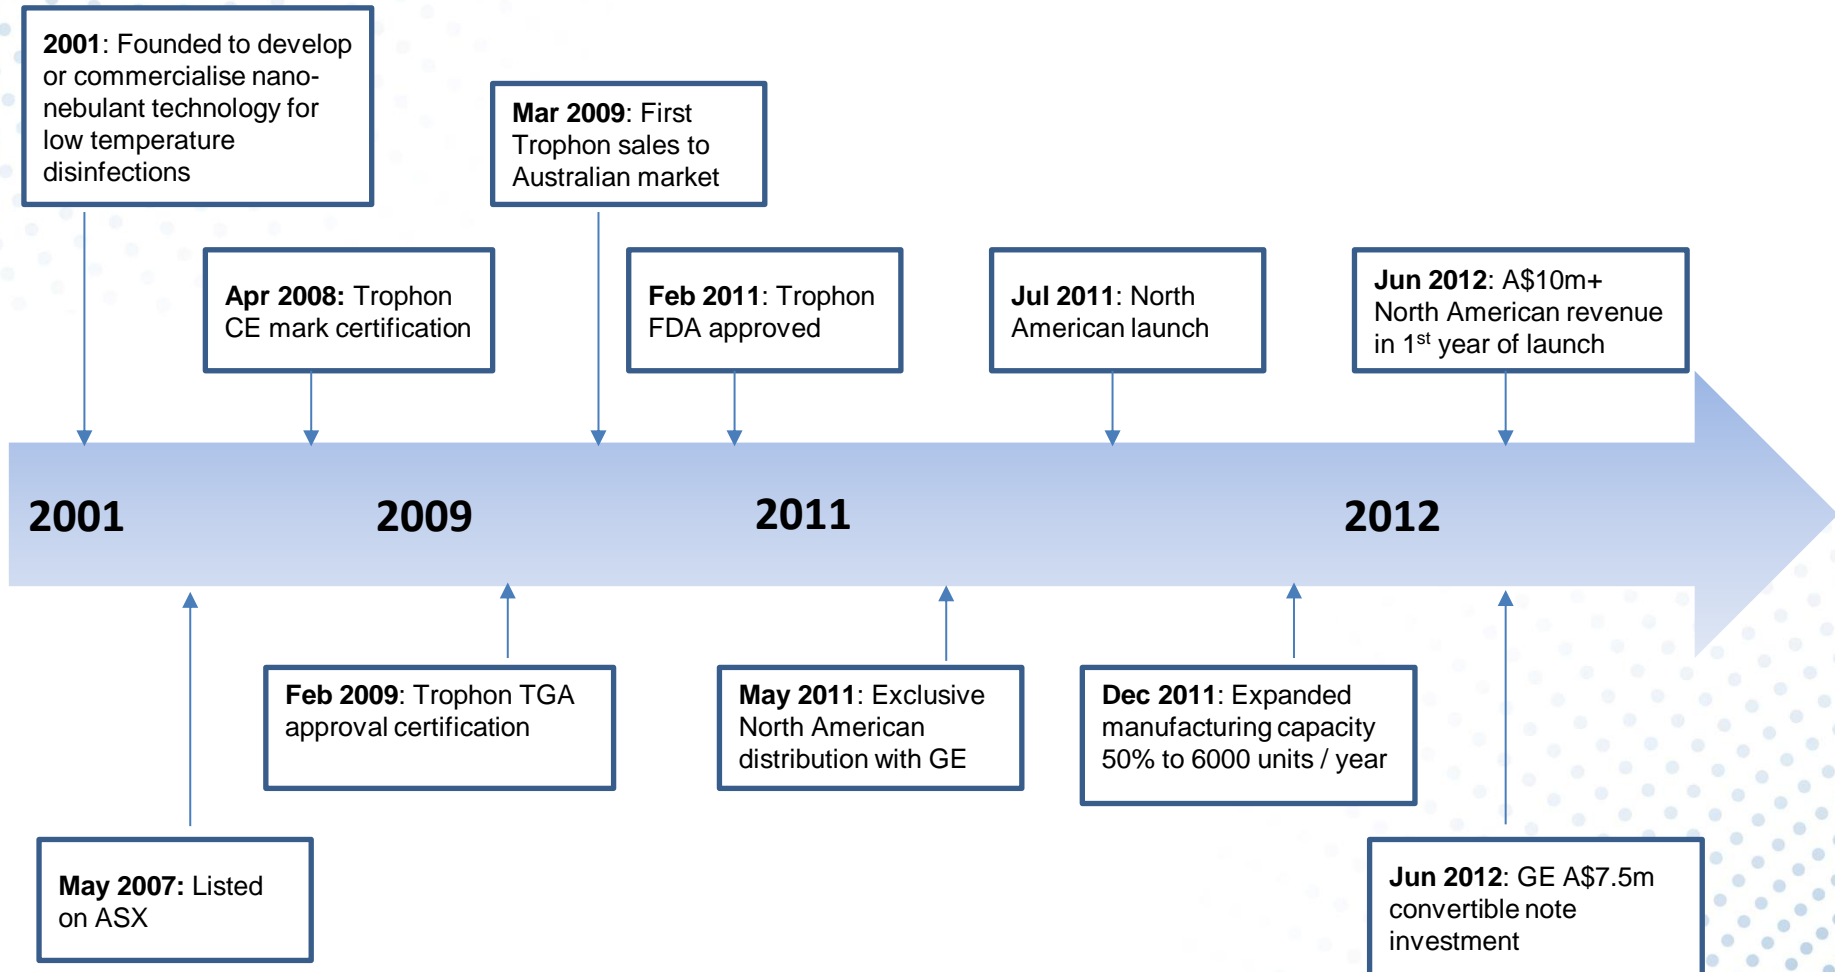 2001: Founded to develop
or commercialise nano-
nebulant technology for
low temperature
disinfections
Mar 2009: First
Trophon sales to
Australian market
Apr 2008: Trophon
CE mark certification
Feb 2011: Trophon
FDA approved
Jul 2011: North
American launch
Jun 2012: A$10m+
North American revenue
in 1st year of launch
2001
2009
2011
2012
Feb 2009: Trophon TGA
approval certification
May 2011: Exclusive
North American
distribution with GE
Dec 2011: Expanded
manufacturing capacity
50% to 6000 units / year
May 2007: Listed
on ASX
Jun 2012: GE A$7.5m
convertible note
investment